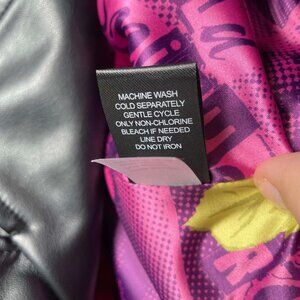 MACHINE WASH
COLD SEPARATELY
GENTLE CYCLE
ONLY NON-CHLORINE
BLEACH IF NEEDED
LINE DRY
DO NOT IRON